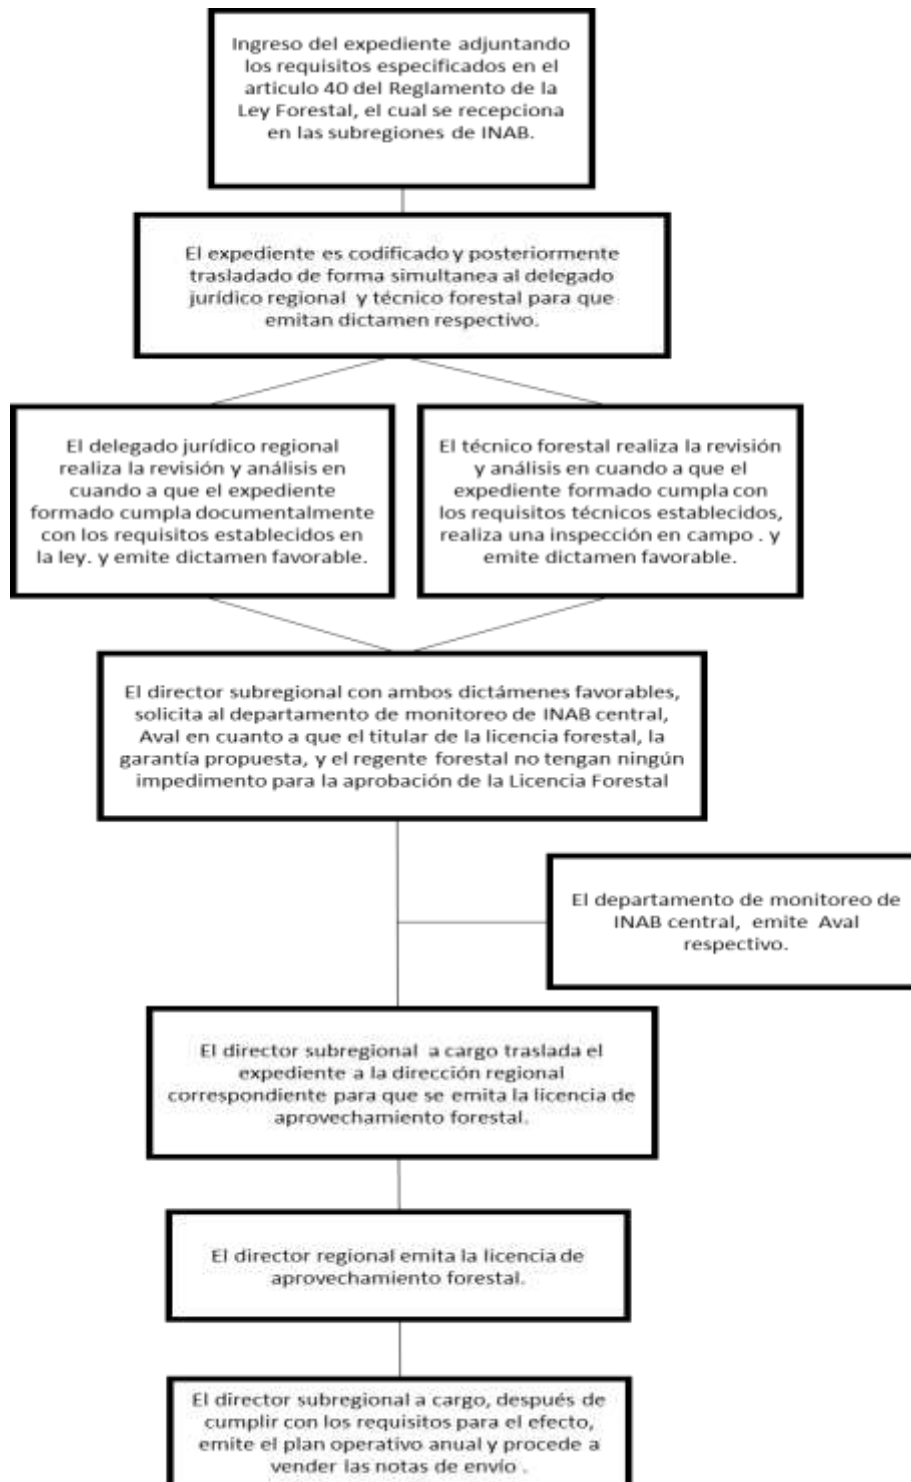 Ingreso del expediente adjuntando
los requisitos especificados en el
articulo 40 del Reglamento de la
Ley Forestal, el cual se recepciona
en las subregiones de INAB.
El expediente es codificado y posteriormente
trasladado de forma simultanea al delegado
jurídico regional y técnico forestal para que
emitan dictamen respectivo.
El delegado jurídico regional
realiza la revisión y análisis en
cuando a que el expediente
formado cumpla documentalmente
con los requisitos establecidos en
la ley. y emite dictamen favorable.
El técnico forestal realiza la revisión
y análisis en cuando a que el
expediente formado cumpla con
los requisitos técnicos establecidos,
realiza una inspección en campo . y
emite dictamen favorable.
El director subregional con ambos dictámenes favorables,
solicita al departamento de monitoreo de INAB central,
Aval en cuanto a que el titular de la licencia forestal, la
garantía propuesta, y el regente forestal no tengan ningún
impedimento para la aprobación de la Licencia Forestal
El departamento de monitoreo de
INAB central, emite Aval
respectivo.
El director subregional a cargo traslada el
expediente a la dirección regional
correspondiente para que se emita la licencia de
aprovechamiento forestal.
El director regional emita la licencia de
aprovechamiento forestal.
El director subregional a cargo, después de
cumplir con los requisitos para el efecto,
emite el plan operativo anual y procede a
vender las notas de envío .